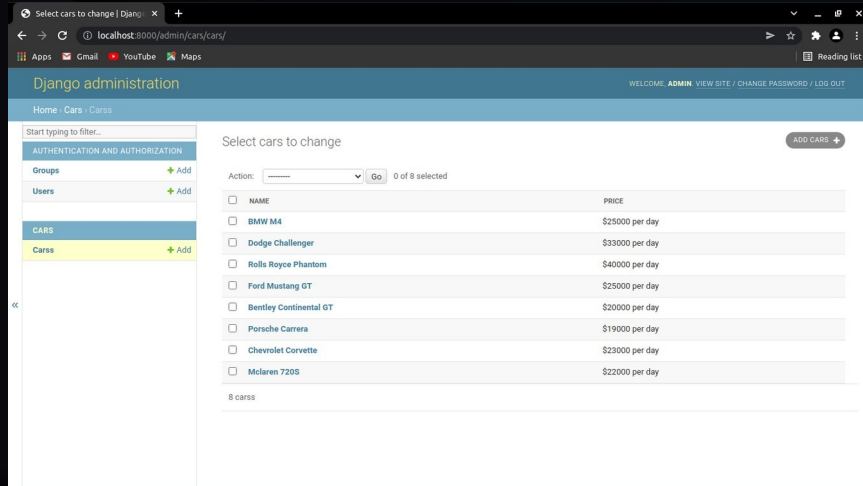 Select cars to change | Djang
localhost:8000/admin/cars/cars/
Apps Gmail YouTube Maps Reading list
Django administration
WELCOME, ADMIN. VIEW SITE / CHANGE PASSWORD / LOG OUT
Home › Cars › Carss
Start typing to filter...
AUTHENTICATION AND AUTHORIZATION
Groups + Add
Users + Add
CARS
Carss + Add
«
Select cars to change
ADD CARS +
Action: --------- Go 0 of 8 selected
NAME PRICE
BMW M4 $25000 per day
Dodge Challenger $33000 per day
Rolls Royce Phantom $40000 per day
Ford Mustang GT $25000 per day
Bentley Continental GT $20000 per day
Porsche Carrera $19000 per day
Chevrolet Corvette $23000 per day
Mclaren 720S $22000 per day
8 carss